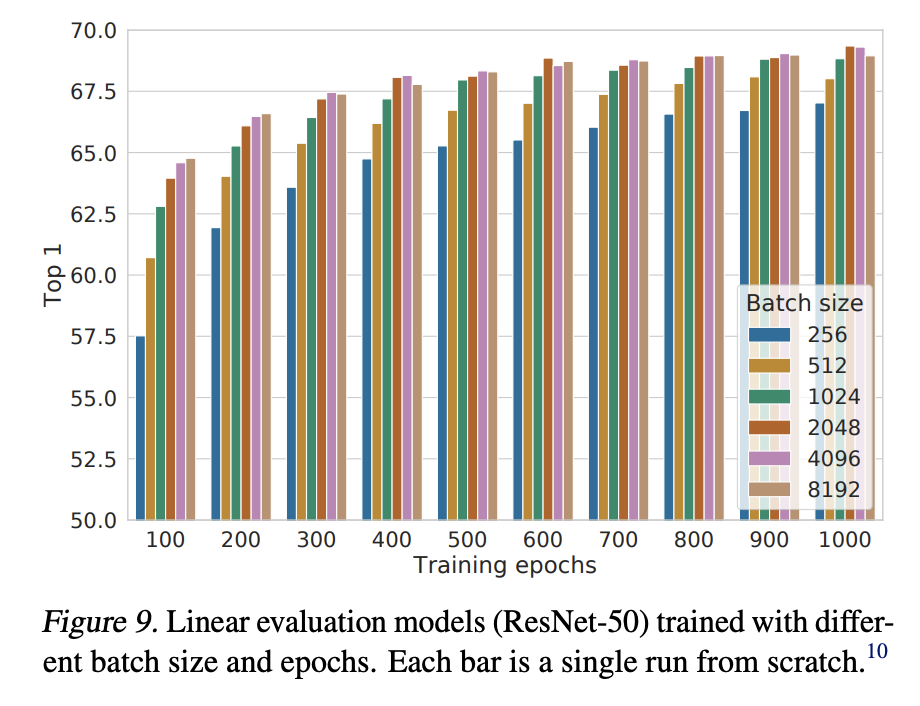 70.0
67.5
65.0
62.5
60.0
57.5
55.0
52.5
50.0
Top 1
100 200 300 400 500 600 700 800 900 1000
Training epochs
Batch size
256
512
1024
2048
4096
8192
Figure 9. Linear evaluation models (ResNet-50) trained with differ-
ent batch size and epochs. Each bar is a single run from scratch.10